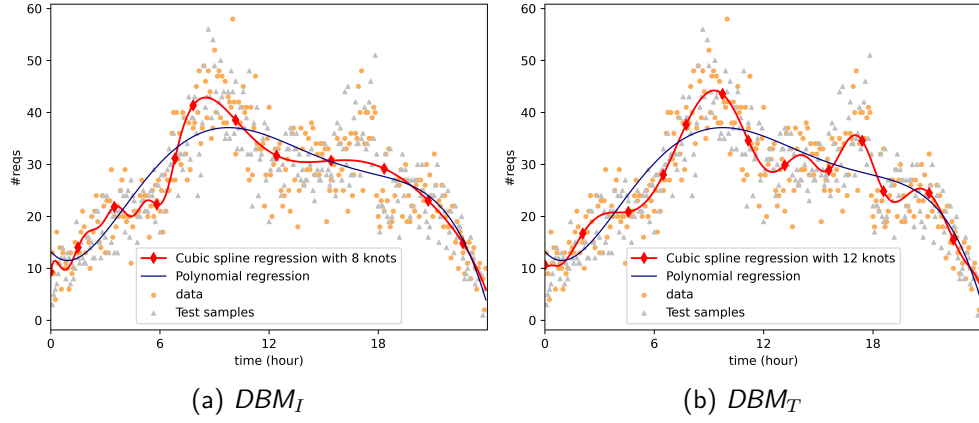 60
50
40
30
20
10
0
#reqs
0
6
12
18
time (hour)
Cubic spline regression with 8 knots
Polynomial regression
data
Test samples
(a) DBM_I
60
50
40
30
20
10
0
#reqs
0
6
12
18
time (hour)
Cubic spline regression with 12 knots
Polynomial regression
data
Test samples
(b) DBM_T